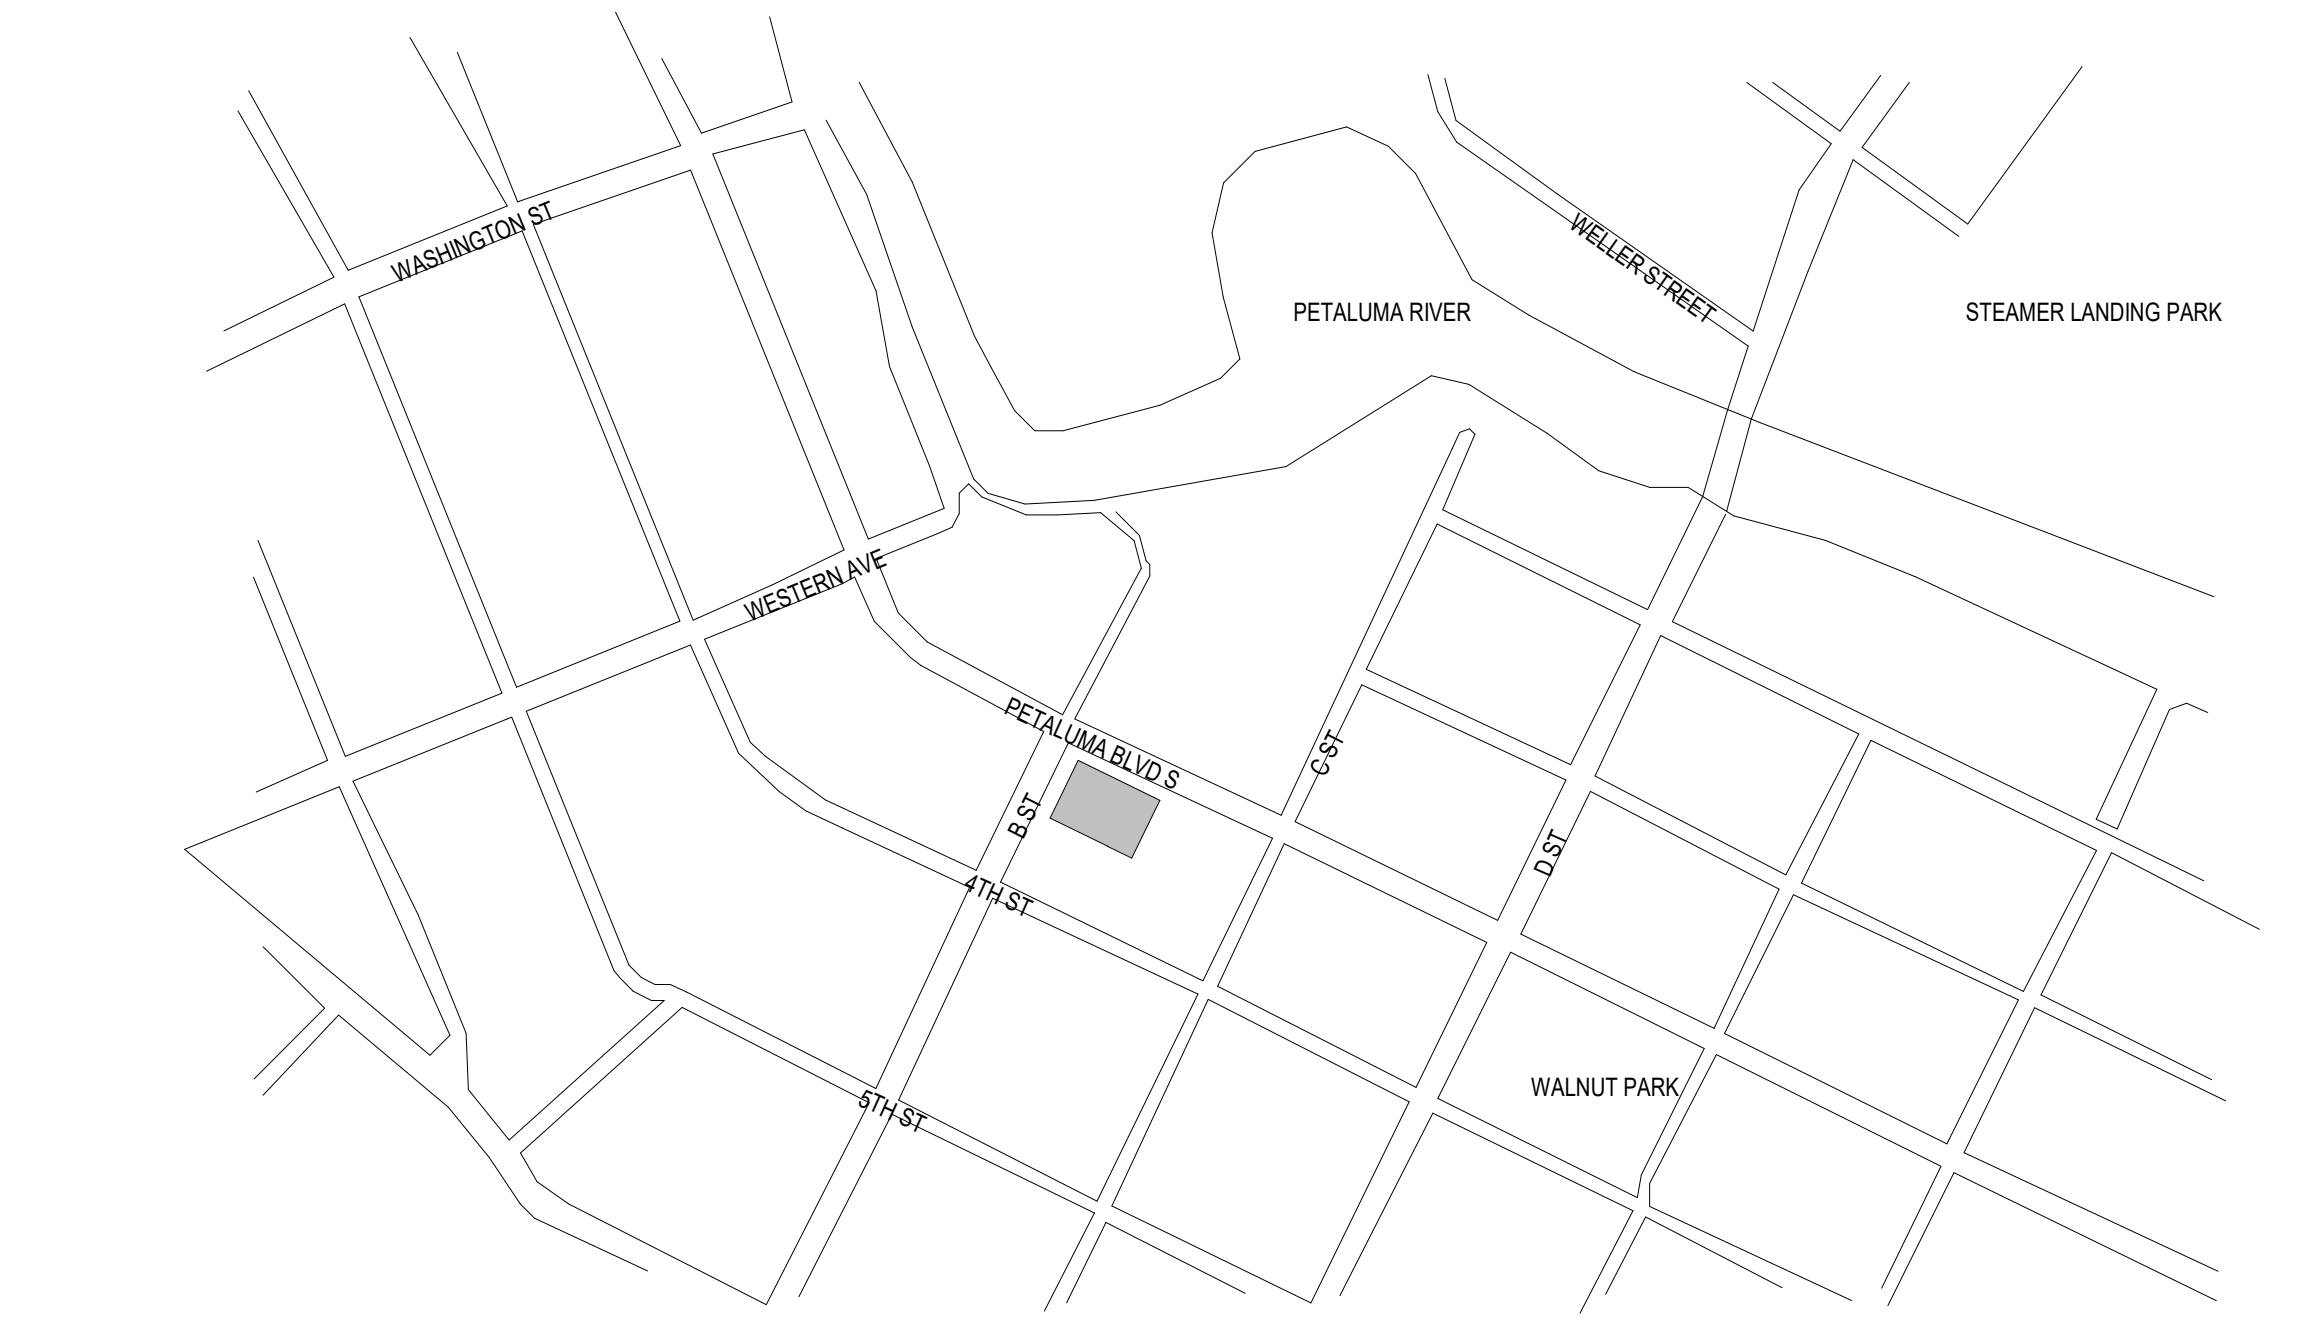 WASHINGTON ST
WELLER STREET
PETALUMA RIVER
STEAMER LANDING PARK
WESTERN AVE
PETALUMA BLVD S
C ST
B ST
D ST
4TH ST
WALNUT PARK
5TH ST